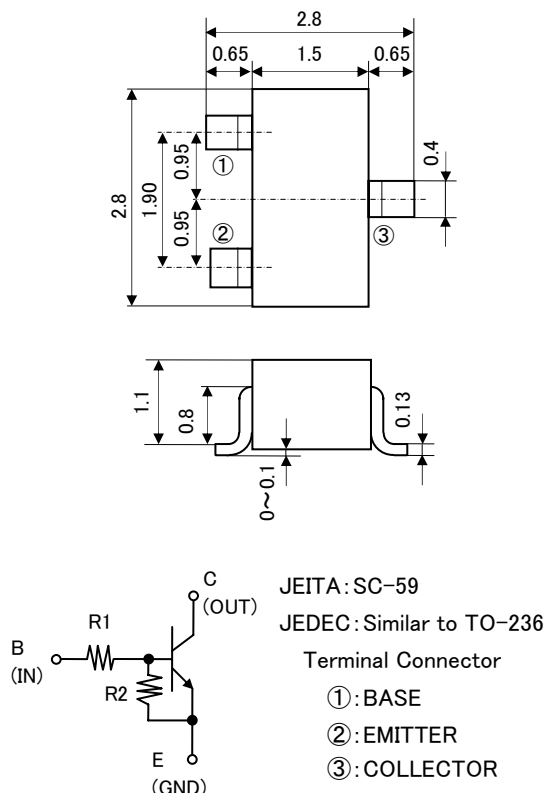 2.8
0.65 1.5 0.65
①
0.95
0.4
2.8
1.90
0.95
②
③
1.1
0.8
0.13
0~0.1
C
(OUT)
R1
B
(IN)
R2
E
(GND)
JEITA:SC-59
JEDEC:Similar to TO-236
Terminal Connector
①:BASE
②:EMITTER
③:COLLECTOR